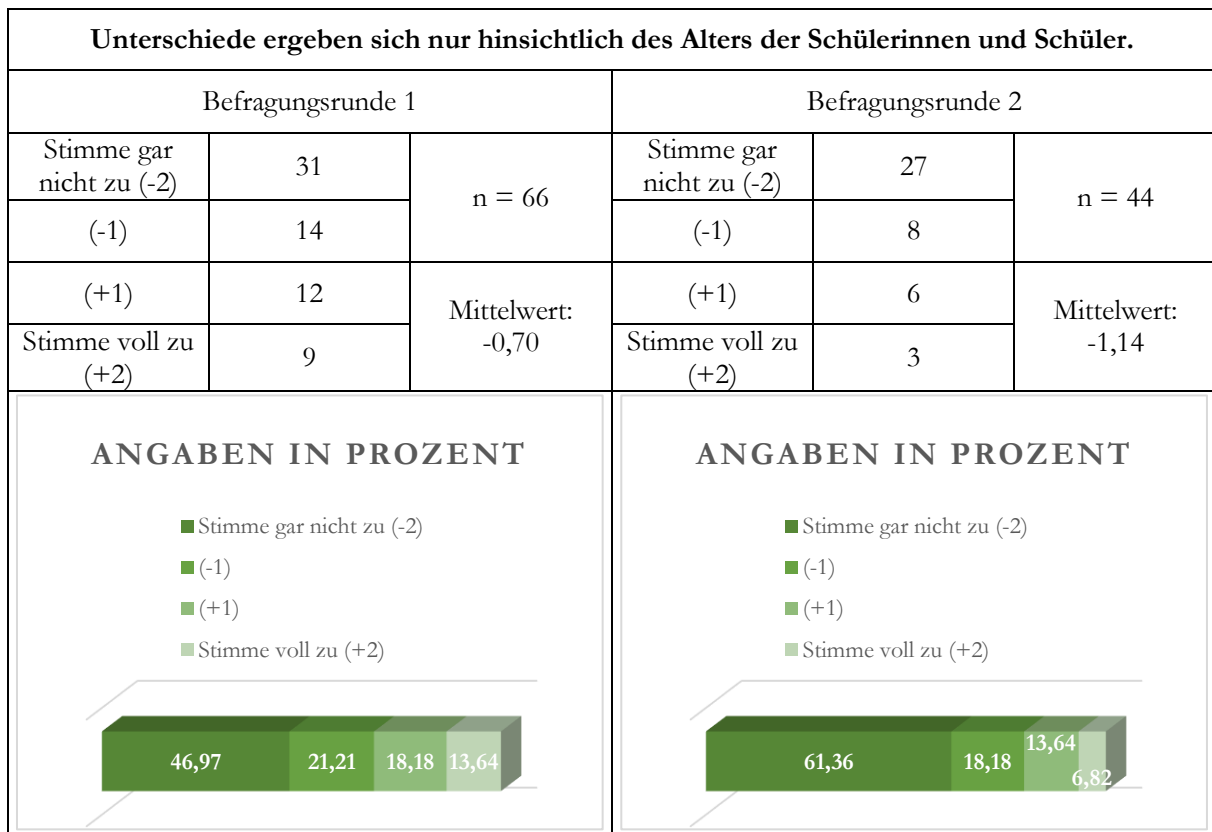 Unterschiede ergeben sich nur hinsichtlich des Alters der Schülerinnen und Schüler.
Befragungsrunde 1
Stimme gar
nicht zu (-2)
31
n = 66
(-1)
14
(+1)
12
Mittelwert:
-0,70
Stimme voll zu
(+2)
9
Befragungsrunde 2
Stimme gar
nicht zu (-2)
27
n = 44
(-1)
8
(+1)
6
Mittelwert:
-1,14
Stimme voll zu
(+2)
3
ANGABEN IN PROZENT
Stimme gar nicht zu (-2)
(-1)
(+1)
Stimme voll zu (+2)
46,97 21,21 18,18 13,64
ANGABEN IN PROZENT
Stimme gar nicht zu (-2)
(-1)
(+1)
Stimme voll zu (+2)
61,36 18,18 13,64 6,82